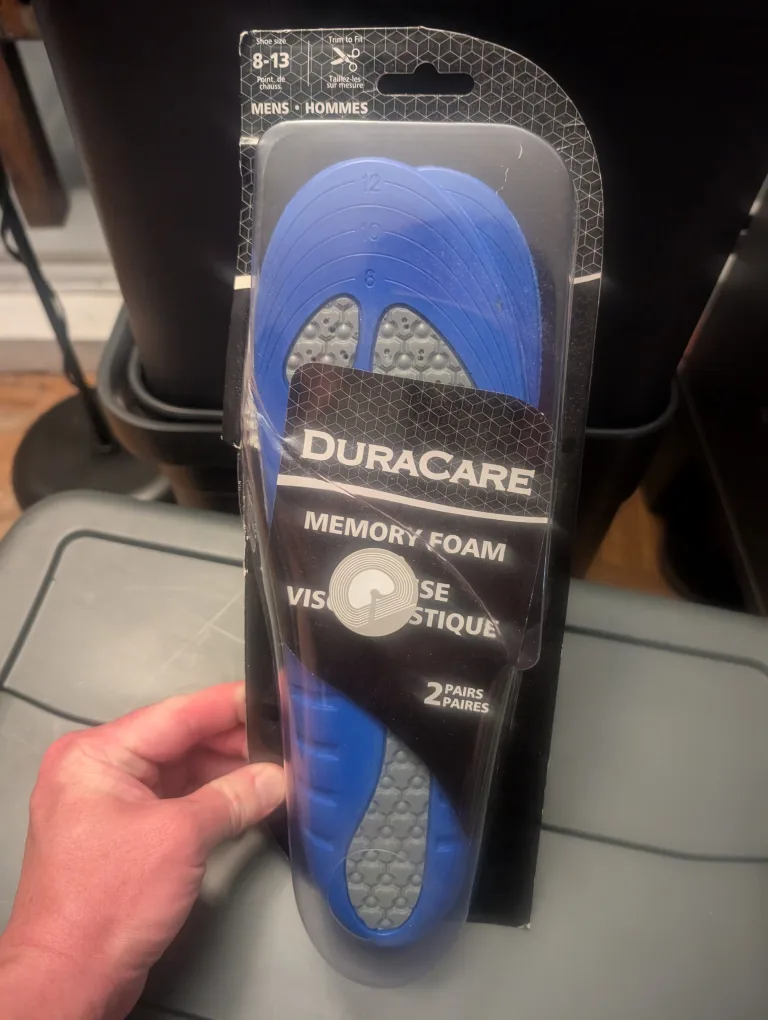 Shoe size
8-13
Point. de
chauss.
Trim to Fit
Taillez-les
sur mesure
MENS • HOMMES
12
10
8
DURACARE
MEMORY FOAM
2 PAIRS
PAIRES